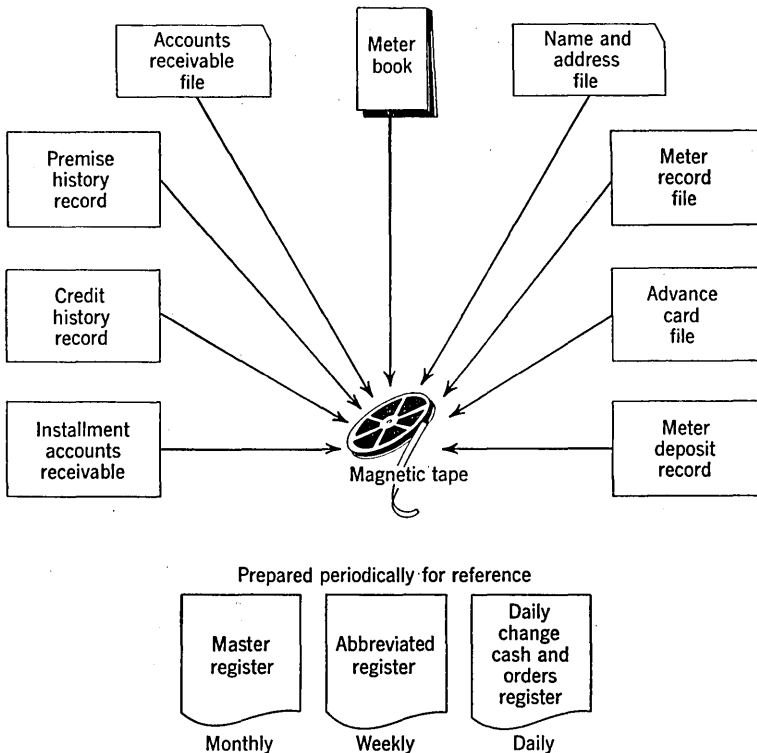 Accounts
receivable
file
Meter
book
Name and
address
file
Premise
history
record
Meter
record
file
Credit
history
record
Advance
card
file
Installment
accounts
receivable
Magnetic tape
Meter
deposit
record
Prepared periodically for reference
Master
register
Abbreviated
register
Daily
change
cash and
orders
register
Monthly
Weekly
Daily